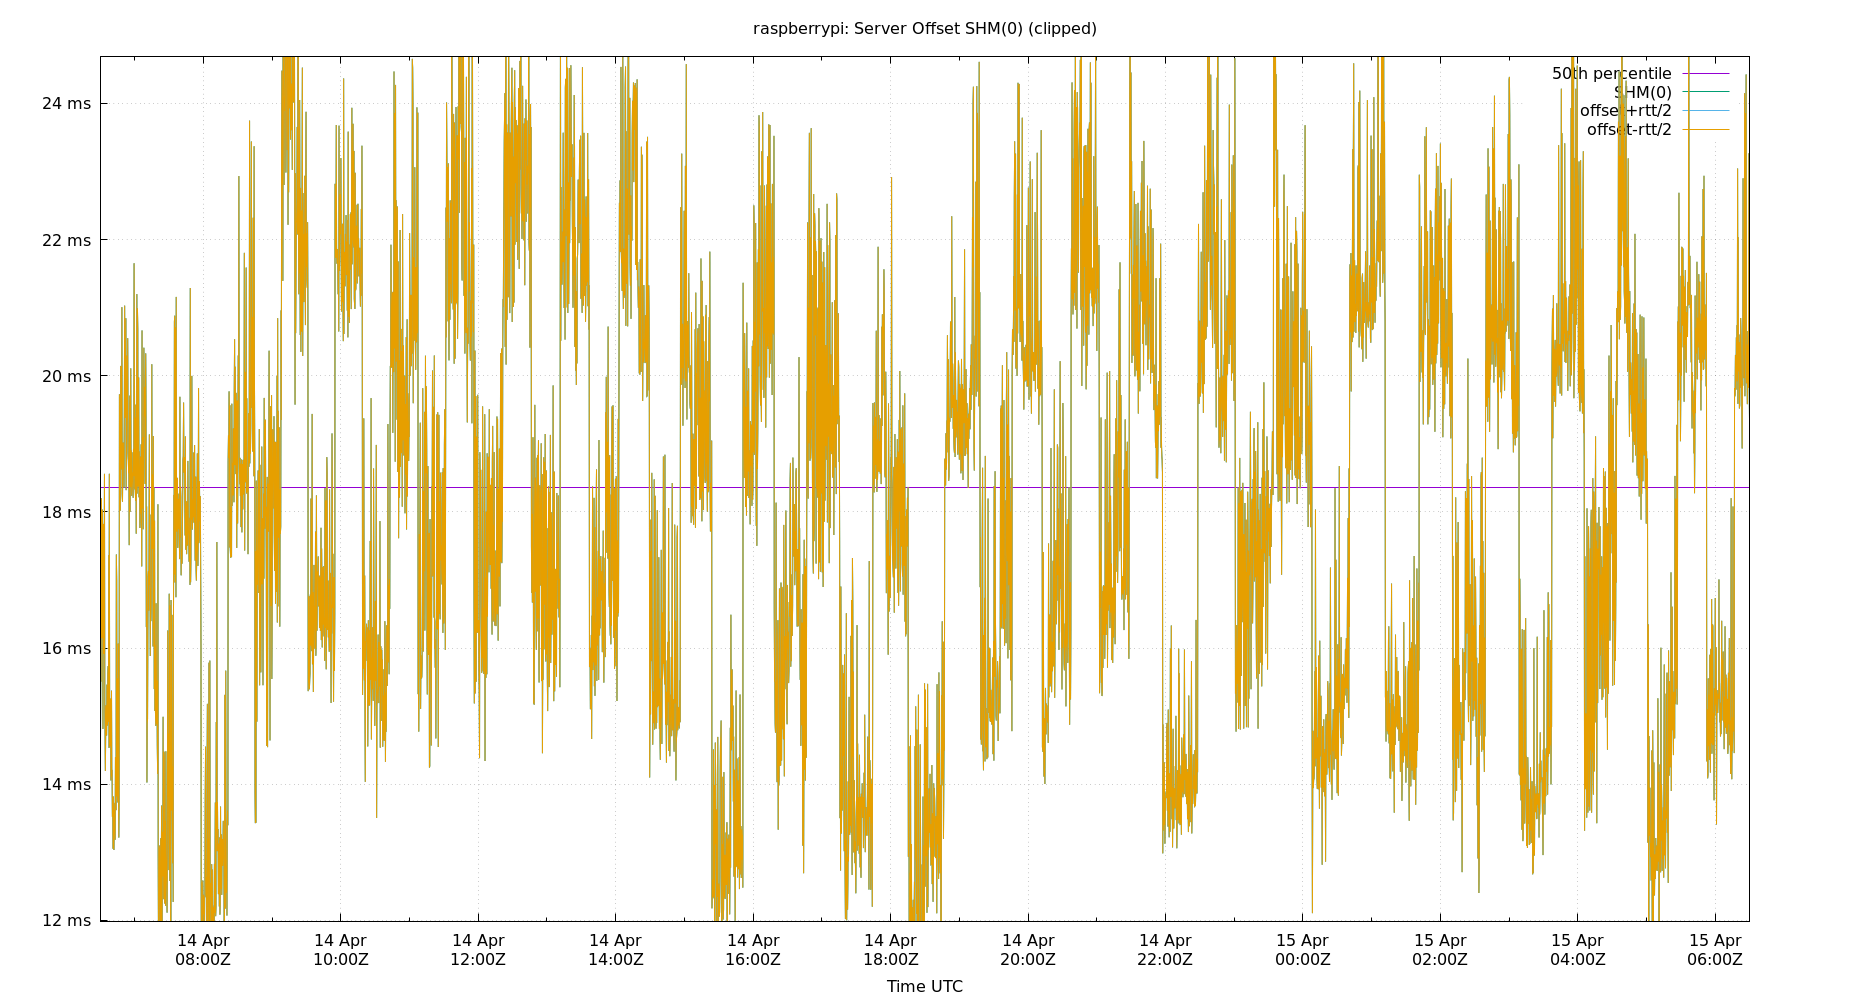 raspberrypi: Server Offset SHM(0) (clipped)
50th percentile
SHM(0)
offset+rtt/2
offset-rtt/2
24 ms
22 ms
20 ms
18 ms
16 ms
14 ms
12 ms
14 Apr 14 Apr 14 Apr 14 Apr 14 Apr 14 Apr 14 Apr 14 Apr 15 Apr 15 Apr 15 Apr 15 Apr
08:00Z 10:00Z 12:00Z 14:00Z 16:00Z 18:00Z 20:00Z 22:00Z 00:00Z 02:00Z 04:00Z 06:00Z
Time UTC